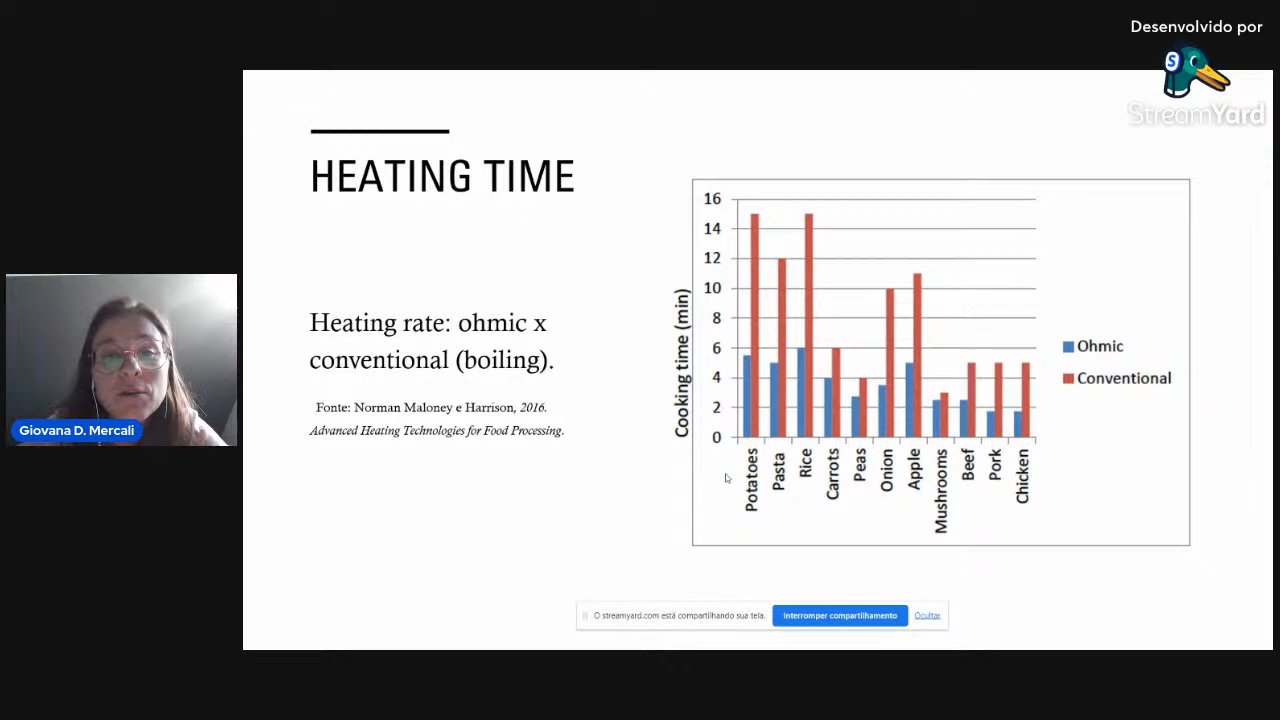 Desenvolvido por
S
StreamYard
HEATING TIME
Heating rate: ohmic x
conventional (boiling).
Fonte: Norman Maloney e Harrison, 2016.
Advanced Heating Technologies for Food Processing.
Giovana D. Mercali
Cooking time (min)
16
14
12
10
8
6
4
2
0
Potatoes
Pasta
Rice
Carrots
Peas
Onion
Apple
Mushrooms
Beef
Pork
Chicken
Ohmic
Conventional
O streamyard.com está compartilhando sua tela.
Interromper compartilhamento
Ocultar